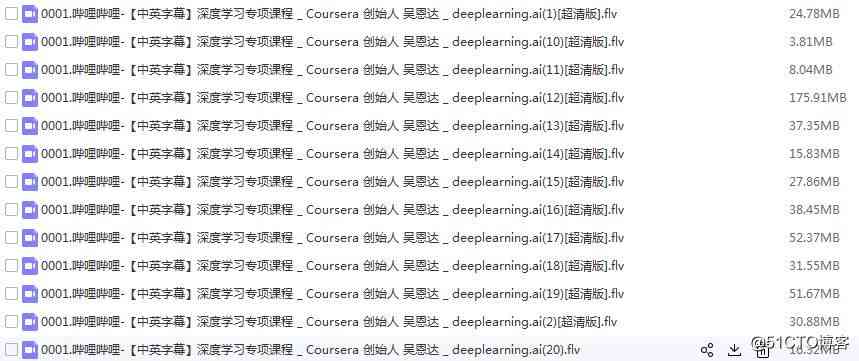 0001.哔哩哔哩-【中英字幕】深度学习专项课程 _ Coursera 创始人 吴恩达 _ deeplearning.ai(1)[超清版].flv 24.78MB
0001.哔哩哔哩-【中英字幕】深度学习专项课程 _ Coursera 创始人 吴恩达 _ deeplearning.ai(10)[超清版].flv 3.81MB
0001.哔哩哔哩-【中英字幕】深度学习专项课程 _ Coursera 创始人 吴恩达 _ deeplearning.ai(11)[超清版].flv 8.04MB
0001.哔哩哔哩-【中英字幕】深度学习专项课程 _ Coursera 创始人 吴恩达 _ deeplearning.ai(12)[超清版].flv 175.91MB
0001.哔哩哔哩-【中英字幕】深度学习专项课程 _ Coursera 创始人 吴恩达 _ deeplearning.ai(13)[超清版].flv 37.35MB
0001.哔哩哔哩-【中英字幕】深度学习专项课程 _ Coursera 创始人 吴恩达 _ deeplearning.ai(14)[超清版].flv 15.83MB
0001.哔哩哔哩-【中英字幕】深度学习专项课程 _ Coursera 创始人 吴恩达 _ deeplearning.ai(15)[超清版].flv 27.86MB
0001.哔哩哔哩-【中英字幕】深度学习专项课程 _ Coursera 创始人 吴恩达 _ deeplearning.ai(16)[超清版].flv 38.45MB
0001.哔哩哔哩-【中英字幕】深度学习专项课程 _ Coursera 创始人 吴恩达 _ deeplearning.ai(17)[超清版].flv 52.37MB
0001.哔哩哔哩-【中英字幕】深度学习专项课程 _ Coursera 创始人 吴恩达 _ deeplearning.ai(18)[超清版].flv 31.55MB
0001.哔哩哔哩-【中英字幕】深度学习专项课程 _ Coursera 创始人 吴恩达 _ deeplearning.ai(19)[超清版].flv 51.67MB
0001.哔哩哔哩-【中英字幕】深度学习专项课程 _ Coursera 创始人 吴恩达 _ deeplearning.ai(2)[超清版].flv 30.88MB
0001.哔哩哔哩-【中英字幕】深度学习专项课程 _ Coursera 创始人 吴恩达 _ deeplearning.ai(20).flv
@51CTO博客